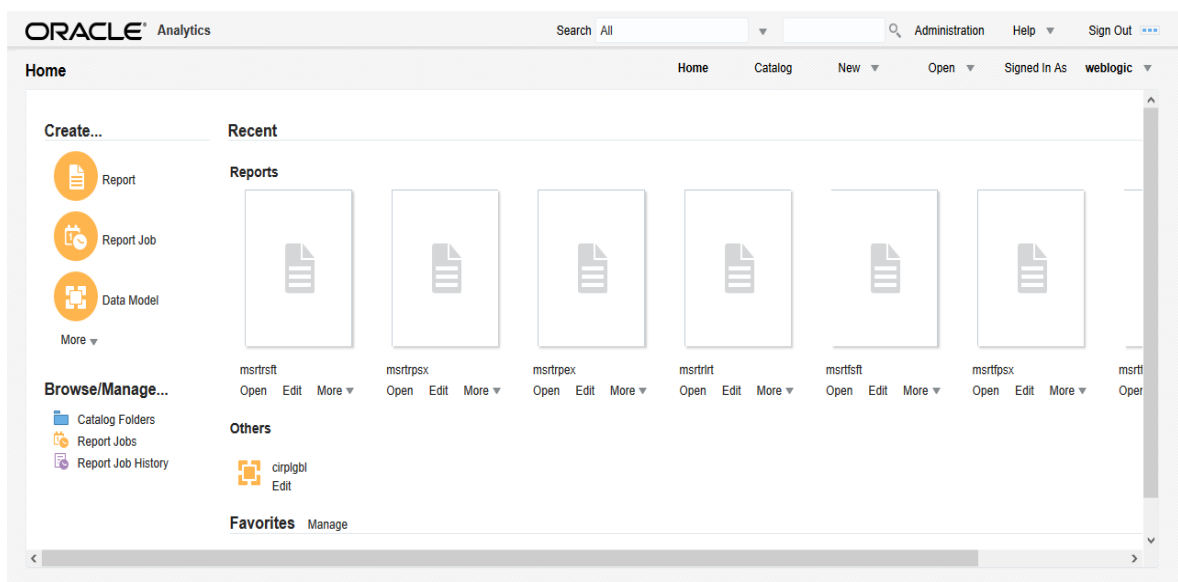 ORACLE Analytics Search All Administration Help Sign Out
Home Home Catalog New Open Signed In As weblogic
Create... Recent
Reports
Report
Report Job
Data Model
More
msrtrsft msrtrpsx msrtrpex msrtrlrt msrtfsft msrtfpsx
Open Edit More Open Edit More Open Edit More Open Edit More Open Edit More Open Edit More
Browse/Manage...
Catalog Folders
Report Jobs
Report Job History
Others
cirplgbl
Edit
Favorites Manage